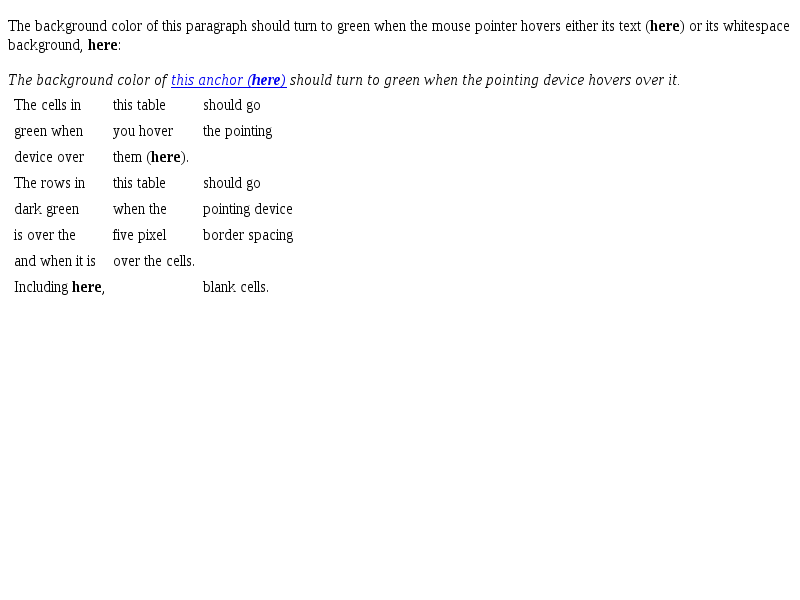 The background color of this paragraph should turn to green when the mouse pointer hovers either its text (here) or its whitespace
background, here:
The background color of this anchor (here) should turn to green when the pointing device hovers over it.
The cells in this table should go
green when you hover the pointing
device over them (here).
The rows in this table should go
dark green when the pointing device
is over the five pixel border spacing
and when it is over the cells.
Including here, blank cells.